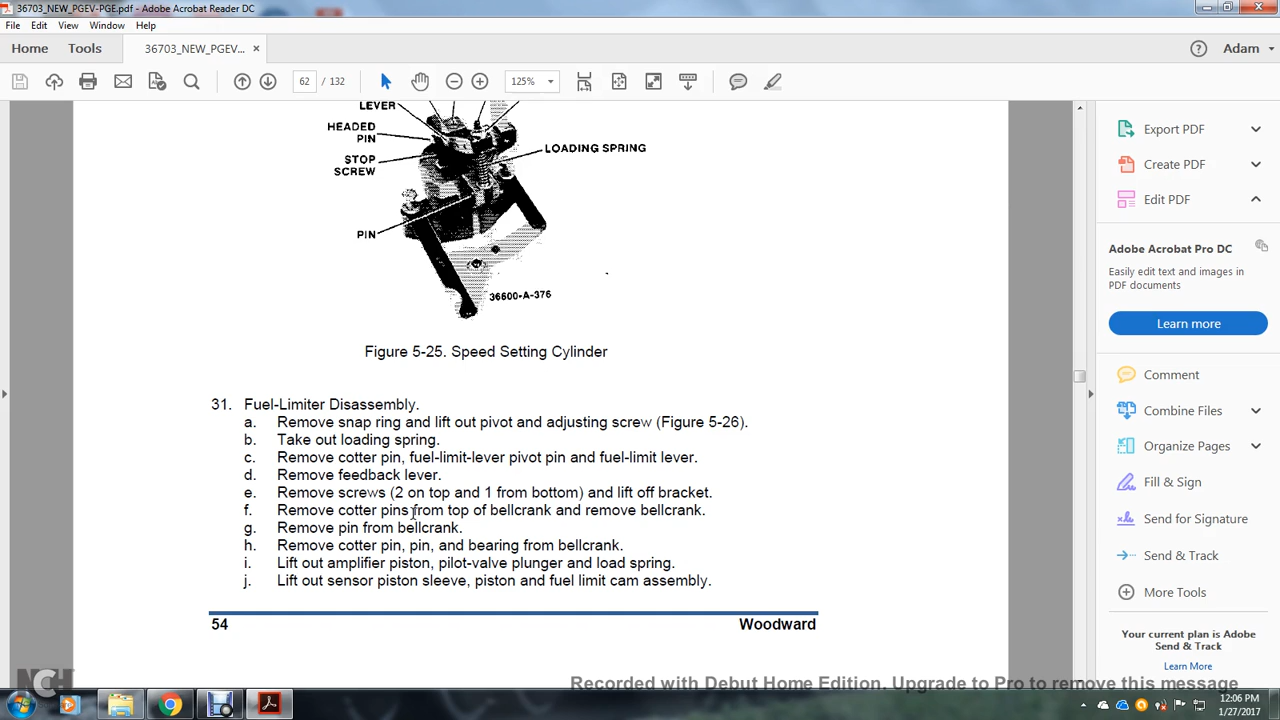 36703_NEW_PGEV-PGE.pdf - Adobe Acrobat Reader DC
File Edit View Window Help
Home Tools 36703_NEW_PGEV... Adam
62 / 132 125%
LEVER
HEADED
PIN
LOADING SPRING
STOP
SCREW
PIN
36600-A-376
Figure 5-25. Speed Setting Cylinder
31. Fuel-Limiter Disassembly.
a. Remove snap ring and lift out pivot and adjusting screw (Figure 5-26).
b. Take out loading spring.
c. Remove cotter pin, fuel-limit-lever pivot pin and fuel-limit lever.
d. Remove feedback lever.
e. Remove screws (2 on top and 1 from bottom) and lift off bracket.
f. Remove cotter pins from top of bellcrank and remove bellcrank.
g. Remove pin from bellcrank.
h. Remove cotter pin, pin, and bearing from bellcrank.
i. Lift out amplifier piston, pilot-valve plunger and load spring.
j. Lift out sensor piston sleeve, piston and fuel limit cam assembly.
54 Woodward
Export PDF
Create PDF
Edit PDF
Adobe Acrobat Pro DC
Easily edit text and images in
PDF documents
Learn more
Comment
Combine Files
Organize Pages
Fill & Sign
Send for Signature
Send & Track
More Tools
Your current plan is Adobe
Send & Track
Learn More
NCH
Recorded with Debut Home Edition. Upgrade to Pro to remove this message
12:06 PM
1/27/2017